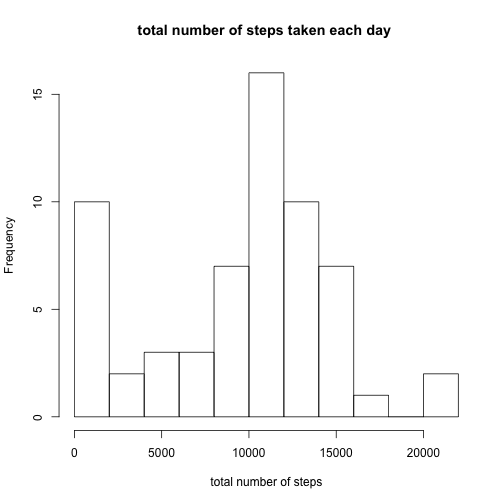 total number of steps taken each day
Frequency
15
10
5
0
0 5000 10000 15000 20000
total number of steps